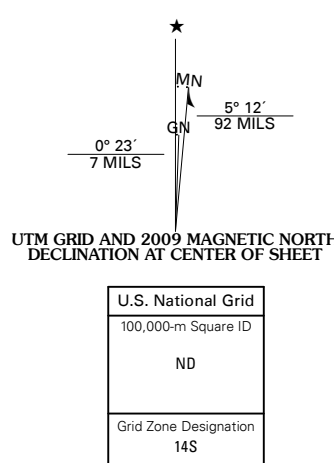 ★
MN
5° 12´
GN
92 MILS
0° 23´
7 MILS
UTM GRID AND 2009 MAGNETIC NORTH
DECLINATION AT CENTER OF SHEET
U.S. National Grid
100,000-m Square ID
ND
Grid Zone Designation
14S